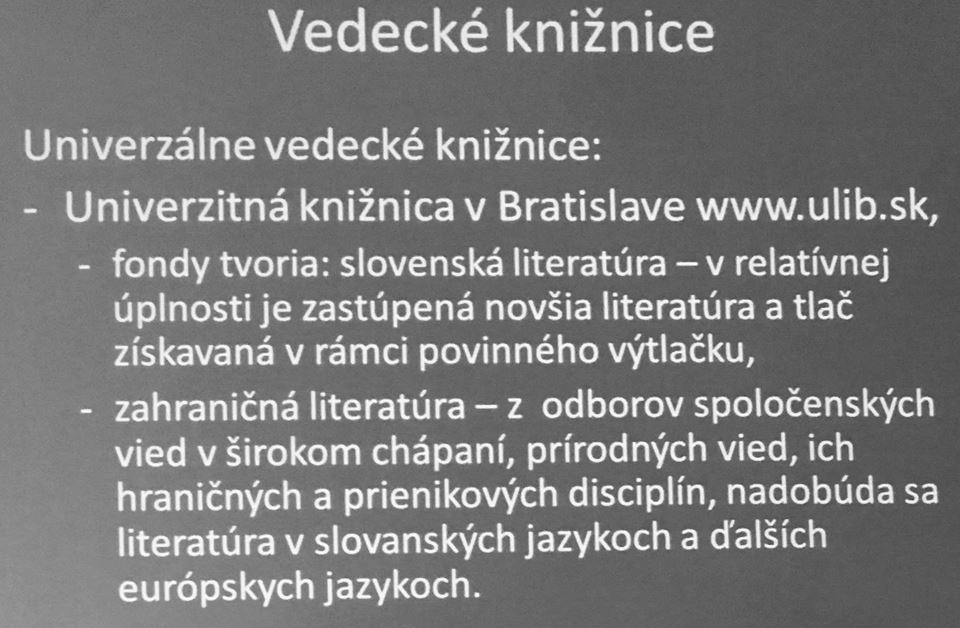 Vedecké knižnice
Univerzálne vedecké knižnice:
- Univerzitná knižnica v Bratislave www.ulib.sk,
- fondy tvoria: slovenská literatúra – v relatívnej
úplnosti je zastúpená novšia literatúra a tlač
získavaná v rámci povinného výtlačku,
- zahraničná literatúra – z odborov spoločenských
vied v širokom chápaní, prírodných vied, ich
hraničných a prienikových disciplín, nadobúda sa
literatúra v slovanských jazykoch a ďalších
európskych jazykoch.